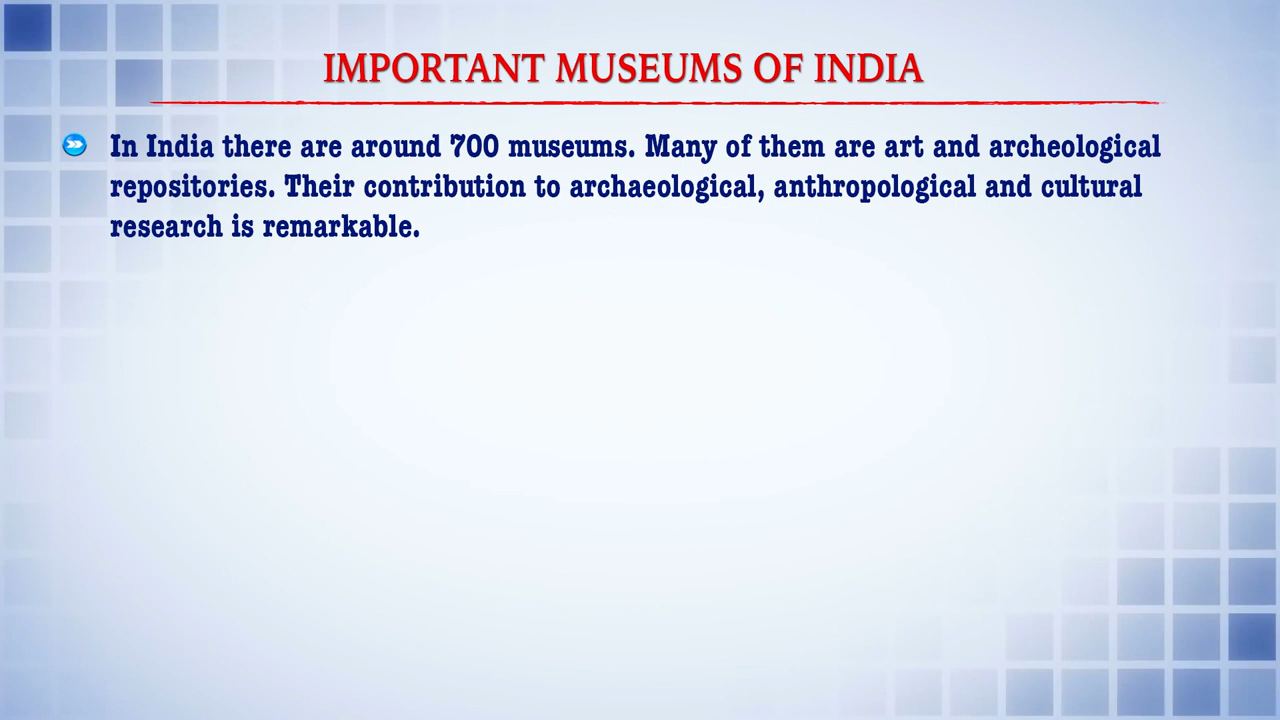 IMPORTANT MUSEUMS OF INDIA
In India there are around 700 museums. Many of them are art and archeological
repositories. Their contribution to archaeological, anthropological and cultural
research is remarkable.